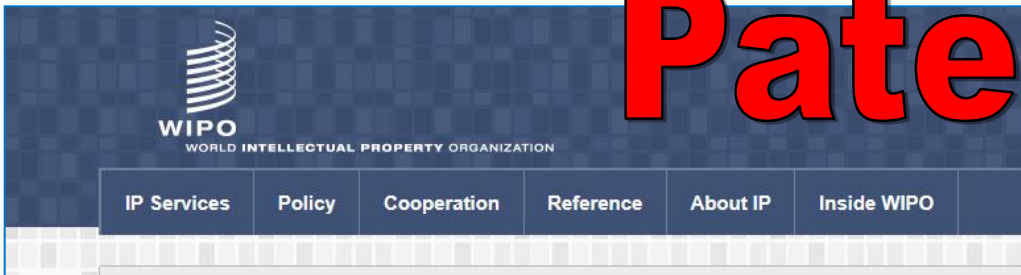 Pate
WIPO
WORLD INTELLECTUAL PROPERTY ORGANIZATION
IP Services Policy Cooperation Reference About IP Inside WIPO